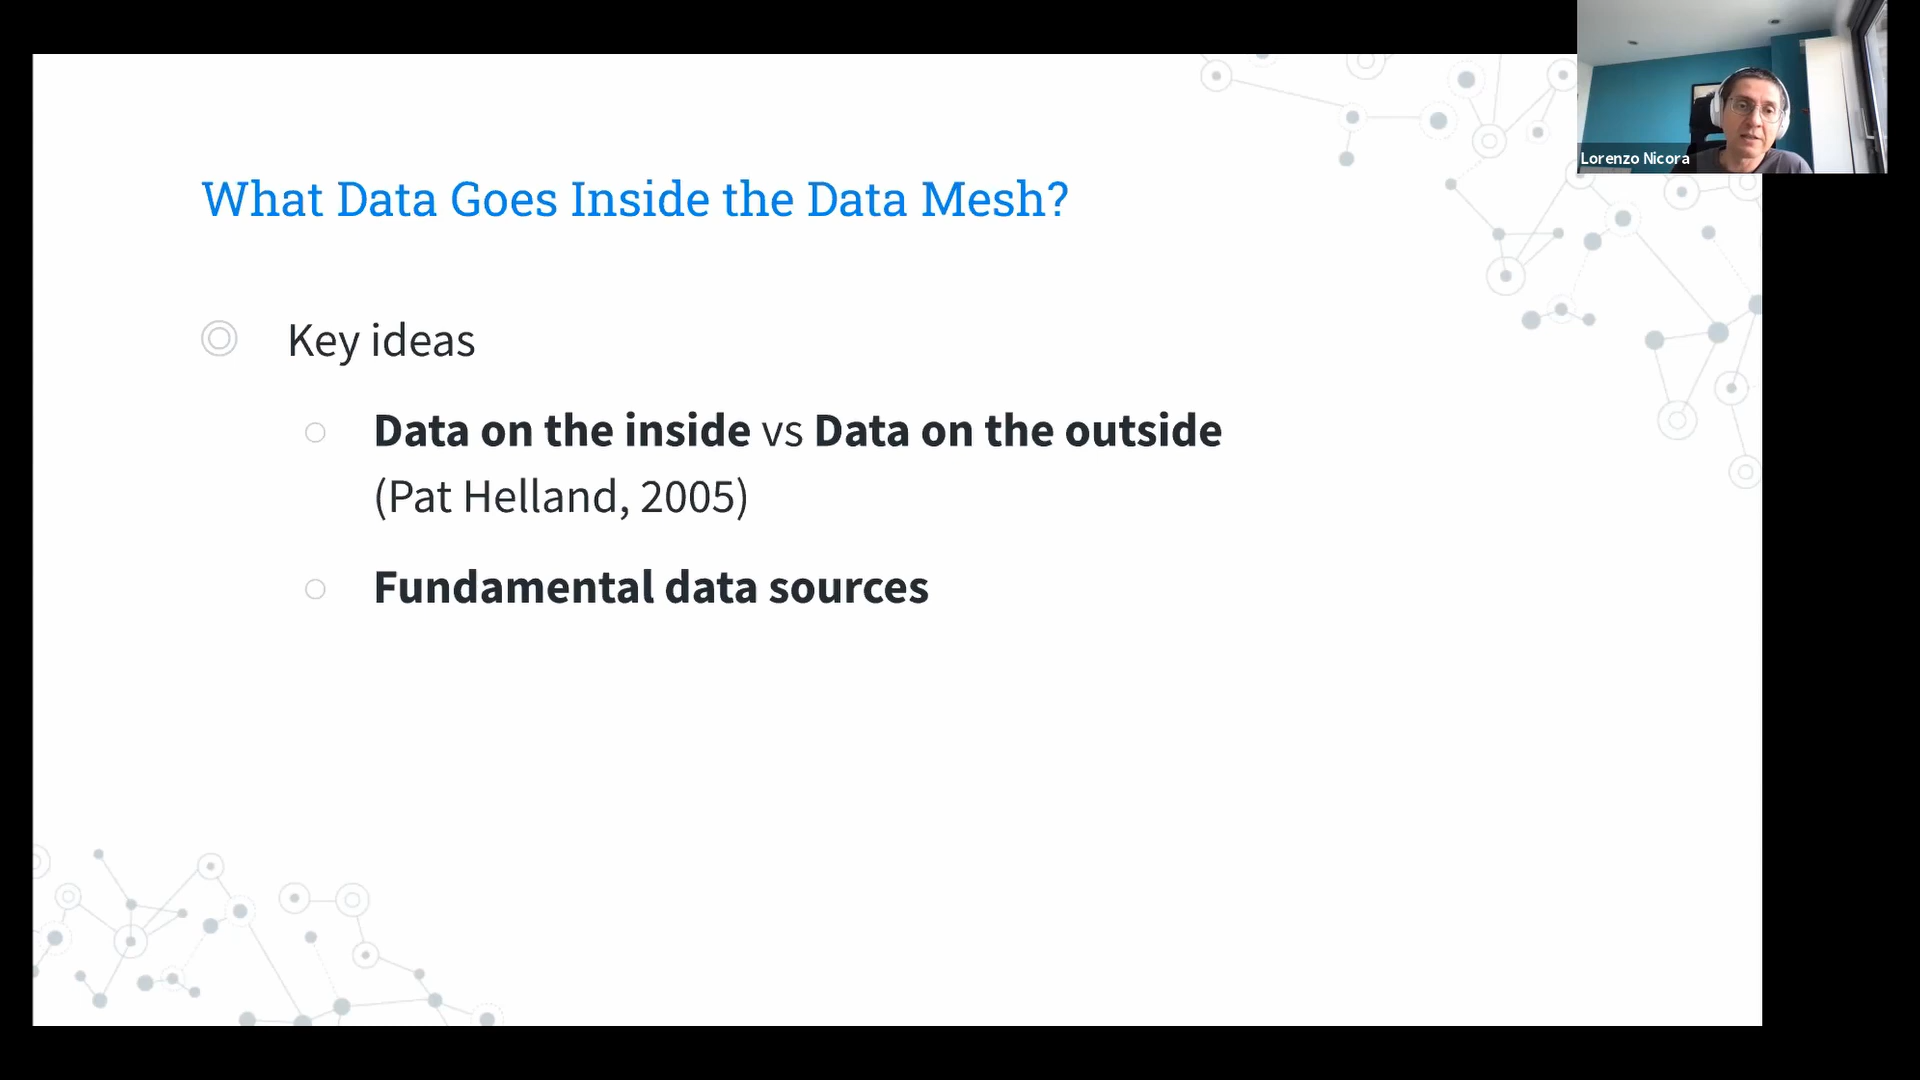 Lorenzo Nicora
What Data Goes Inside the Data Mesh?
Key ideas
Data on the inside vs Data on the outside
(Pat Helland, 2005)
Fundamental data sources